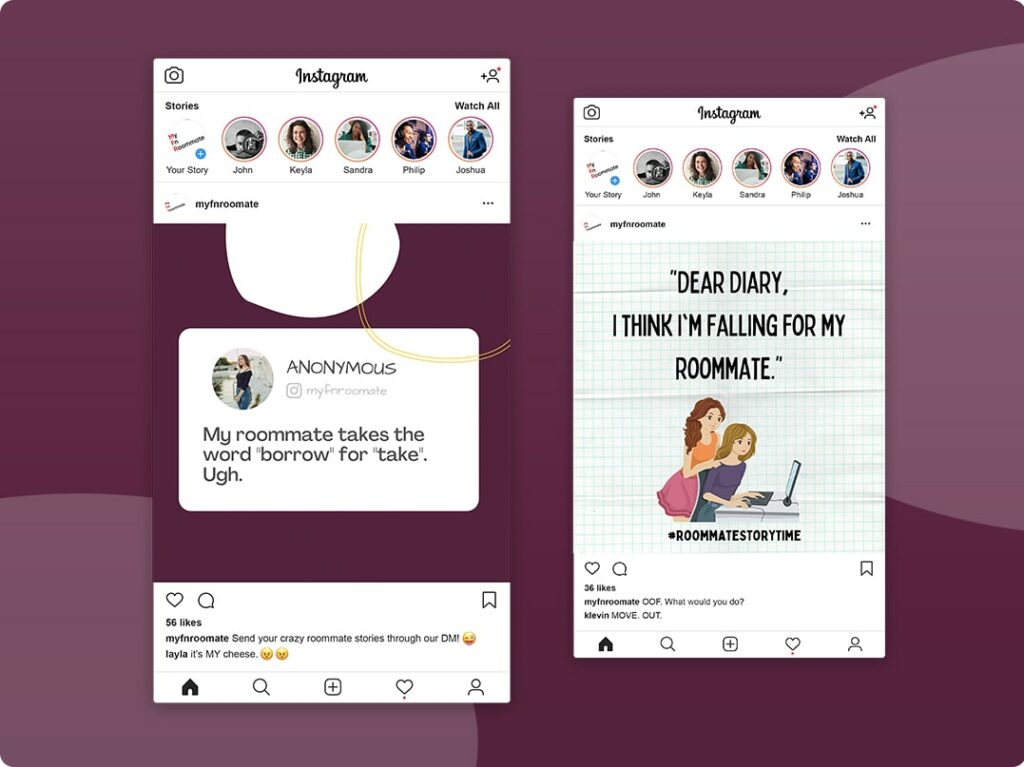 Instagram
Stories
Watch All
My
Fn
Roommate
Your Story
John
Keyla
Sandra
Philip
Joshua
myfnroomate
ANONYMOUS
myfnroomate
My roommate takes the
word "borrow" for "take".
Ugh.
56 likes
myfnroomate Send your crazy roommate stories through our DM! 😜
layla it's MY cheese. 😠 😠
Instagram
Stories
Watch All
My
Fn
Roommate
Your Story
John
Keyla
Sandra
Philip
Joshua
myfnroomate
"DEAR DIARY,
I THINK I'M FALLING FOR MY
ROOMMATE."
#ROOMMATESTORYTIME
36 likes
myfnroomate OOF. What would you do?
klevin MOVE. OUT.